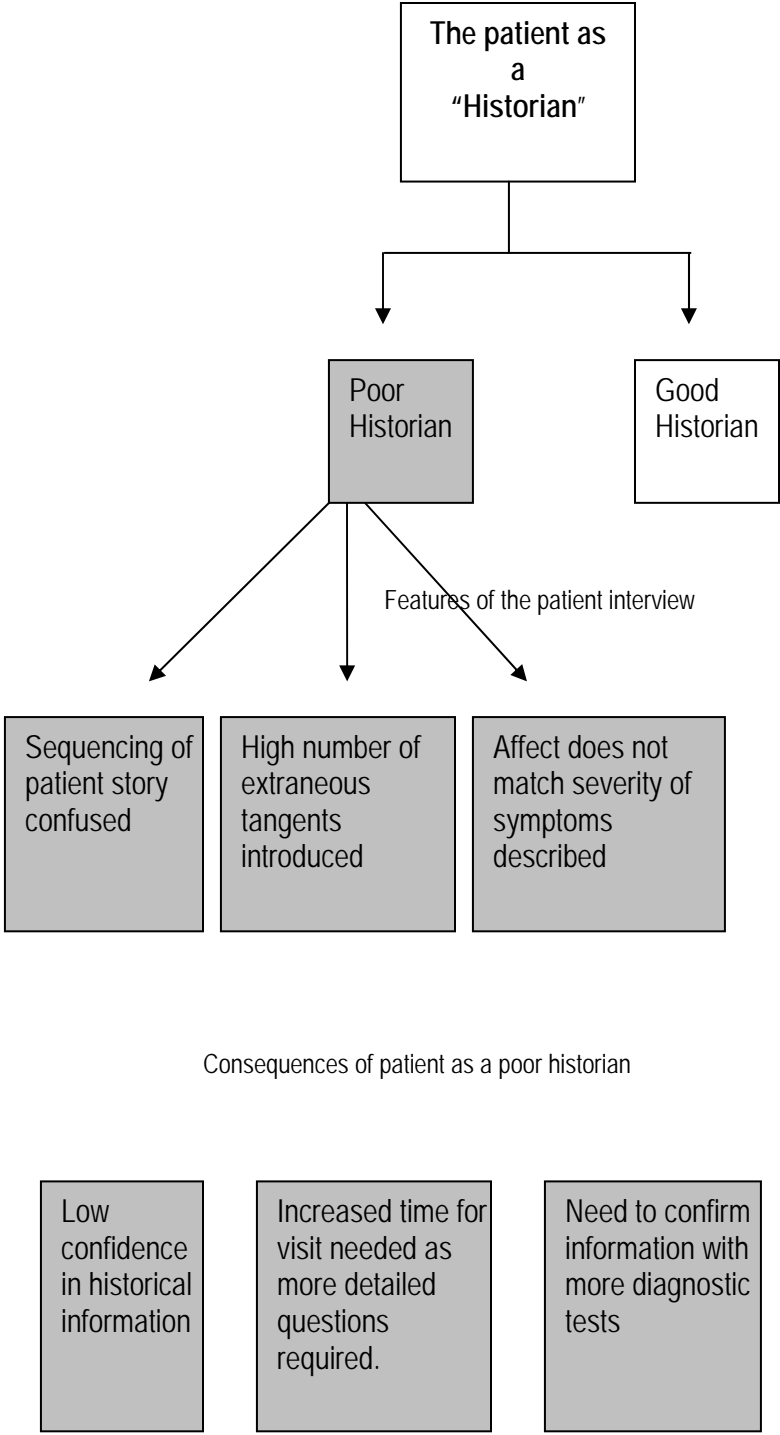 The patient as
a
“Historian”
Poor
Historian
Good
Historian
Features of the patient interview
Sequencing of
patient story
confused
High number of
extraneous
tangents
introduced
Affect does not
match severity of
symptoms
described
Consequences of patient as a poor historian
Low
confidence
in historical
information
Increased time for
visit needed as
more detailed
questions
required.
Need to confirm
information with
more diagnostic
tests